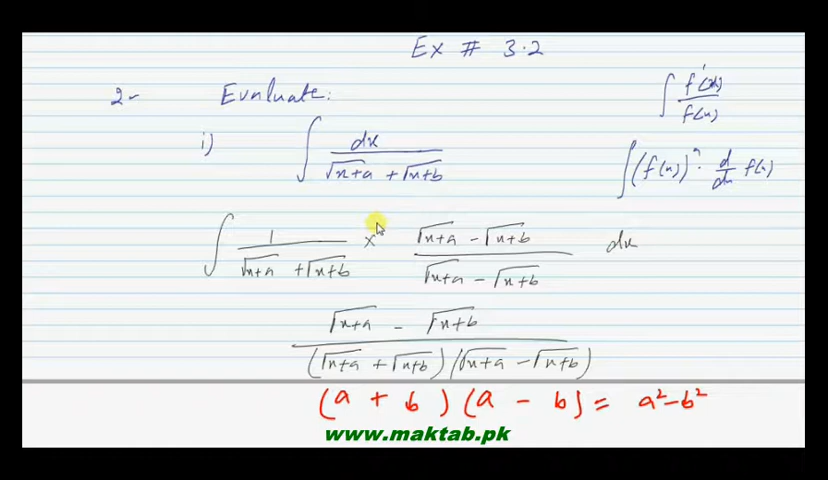 Ex # 3.2
2- Evaluate:
∫ f'(x) / f(x)
i) ∫ dx / (√x+a + √x+b)
∫ (f(x))ⁿ · d/dx f(x)
∫ 1 / (√x+a + √x+b) × (√x+a - √x+b) / (√x+a - √x+b) dx
(√x+a - √x+b) / ((√x+a + √x+b)(√x+a - √x+b))
(a + b)(a - b) = a²-b²
www.maktab.pk